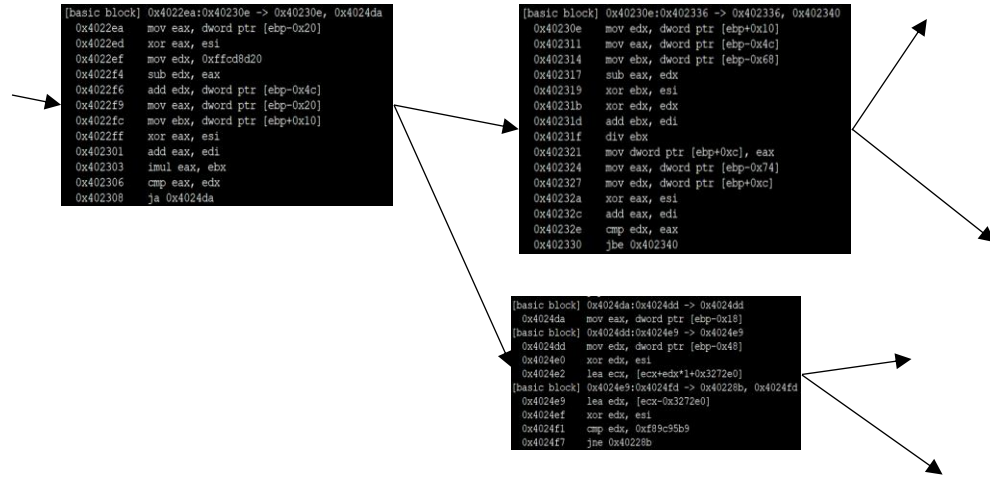 [basic block] 0x4022ea:0x40230e -> 0x40230e, 0x4024da
0x4022ea mov eax, dword ptr [ebp-0x20]
0x4022ed xor eax, esi
0x4022ef mov edx, 0xffcd8d20
0x4022f4 sub edx, eax
0x4022f6 add edx, dword ptr [ebp-0x4c]
0x4022f9 mov eax, dword ptr [ebp-0x20]
0x4022fc mov ebx, dword ptr [ebp+0x10]
0x4022ff xor eax, esi
0x402301 add eax, edi
0x402303 imul eax, ebx
0x402306 cmp eax, edx
0x402308 ja 0x4024da
[basic block] 0x40230e:0x402336 -> 0x402336, 0x402340
0x40230e mov edx, dword ptr [ebp+0x10]
0x402311 mov eax, dword ptr [ebp-0x4c]
0x402314 mov ebx, dword ptr [ebp-0x68]
0x402317 sub eax, edx
0x402319 xor ebx, esi
0x40231b xor edx, edx
0x40231d add ebx, edi
0x40231f div ebx
0x402321 mov dword ptr [ebp+0xc], eax
0x402324 mov eax, dword ptr [ebp-0x74]
0x402327 mov edx, dword ptr [ebp+0xc]
0x40232a xor eax, esi
0x40232c add eax, edi
0x40232e cmp edx, eax
0x402330 jbe 0x402340
[basic block] 0x4024da:0x4024dd -> 0x4024dd
0x4024da mov eax, dword ptr [ebp-0x18]
[basic block] 0x4024dd:0x4024e9 -> 0x4024e9
0x4024dd mov edx, dword ptr [ebp-0x48]
0x4024e0 xor edx, esi
0x4024e2 lea ecx, [ecx+edx*1+0x3272e0]
[basic block] 0x4024e9:0x4024fd -> 0x40228b, 0x4024fd
0x4024e9 lea edx, [ecx-0x3272e0]
0x4024ef xor edx, esi
0x4024f1 cmp edx, 0xf89c95b9
0x4024f7 jne 0x40228b